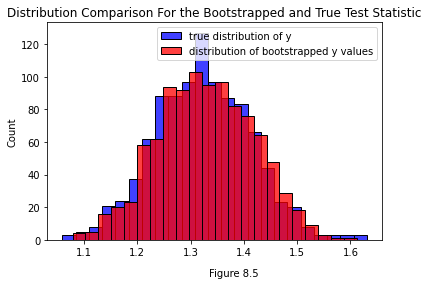 Distribution Comparison For the Bootstrapped and True Test Statistic
true distribution of y
distribution of bootstrapped y values
120
100
80
60
40
20
0
Count
1.1 1.2 1.3 1.4 1.5 1.6
Figure 8.5